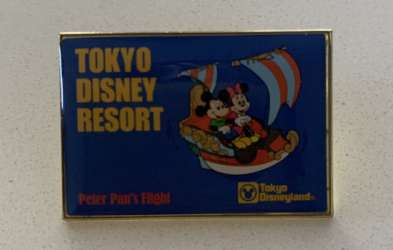 TOKYO
DISNEY
RESORT
Peter Pan's Flight
Tokyo
Disneyland®